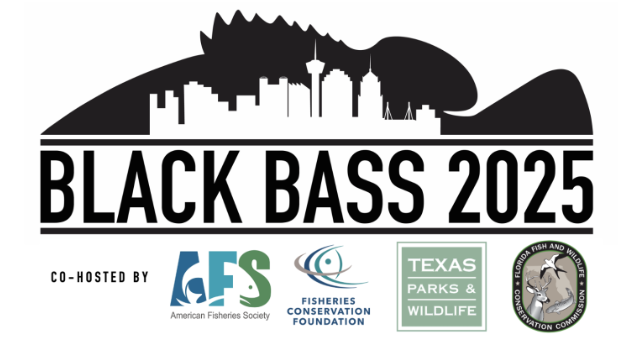 BLACK BASS 2025
CO-HOSTED BY
AFS
American Fisheries Society
FISHERIES
CONSERVATION
FOUNDATION
TEXAS
PARKS &
WILDLIFE
FLORIDA FISH AND WILDLIFE
CONSERVATION COMMISSION